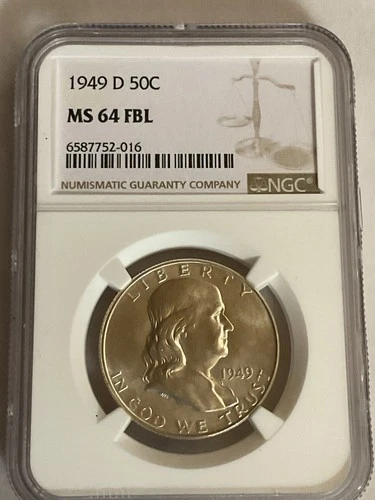 1949 D 50C
MS 64 FBL
6587752-016
NUMISMATIC GUARANTY COMPANY
NGC®
LIBERTY
1949
IN GOD WE TRUST